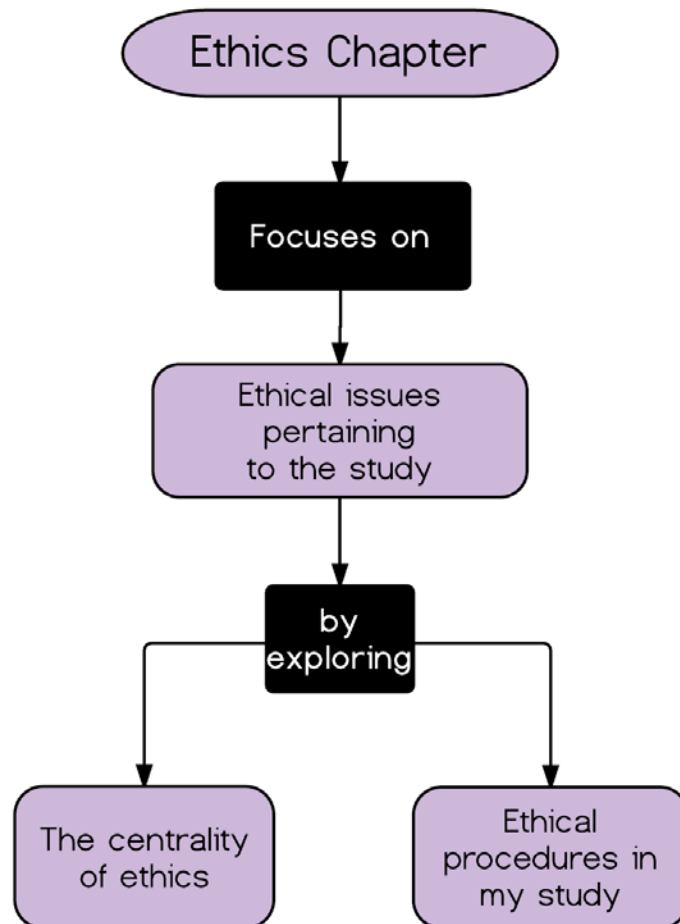 Ethics Chapter
Focuses on
Ethical issues
pertaining
to the study
by
exploring
The centrality
of ethics
Ethical
procedures in
my study